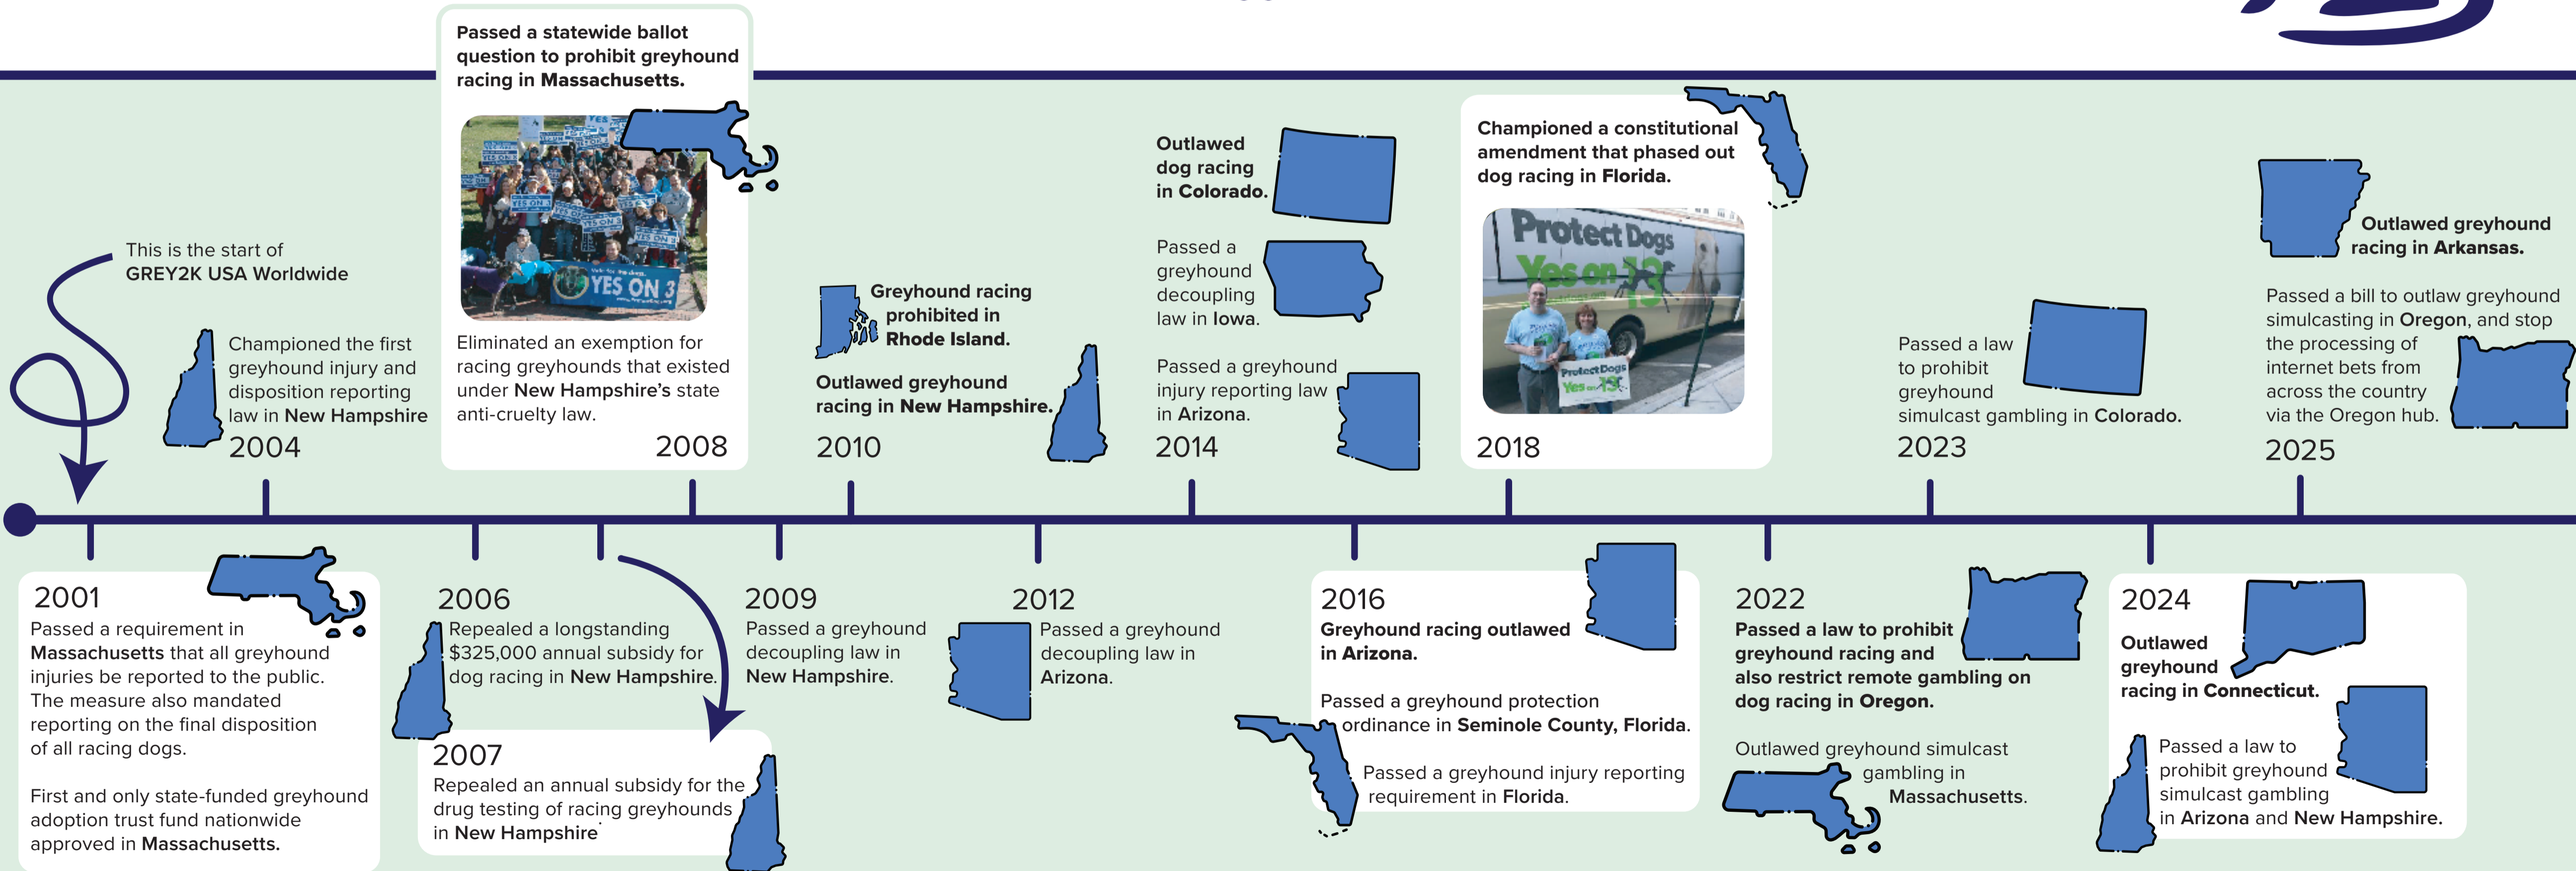 This is the start of
GREY2K USA Worldwide
2001
Passed a requirement in
Massachusetts that all greyhound
injuries be reported to the public.
The measure also mandated
reporting on the final disposition
of all racing dogs.
First and only state-funded greyhound
adoption trust fund nationwide
approved in Massachusetts.
Championed the first
greyhound injury and
disposition reporting
law in New Hampshire
2004
2006
Repealed a longstanding
$325,000 annual subsidy for
dog racing in New Hampshire.
2007
Repealed an annual subsidy for the
drug testing of racing greyhounds
in New Hampshire
Passed a statewide ballot
question to prohibit greyhound
racing in Massachusetts.
YES ON 3
YES ON 3
Eliminated an exemption for
racing greyhounds that existed
under New Hampshire's state
anti-cruelty law.
2008
2009
Passed a greyhound
decoupling law in
New Hampshire.
Greyhound racing
prohibited in
Rhode Island.
Outlawed greyhound
racing in New Hampshire.
2010
2012
Passed a greyhound
decoupling law in
Arizona.
Outlawed
dog racing
in Colorado.
Passed a
greyhound
decoupling
law in Iowa.
Passed a greyhound
injury reporting law
in Arizona.
2014
2016
Greyhound racing outlawed
in Arizona.
Passed a greyhound protection
ordinance in Seminole County, Florida.
Passed a greyhound injury reporting
requirement in Florida.
Championed a constitutional
amendment that phased out
dog racing in Florida.
Protect Dogs
Yes on 13
Protect Dogs
Yes on 13
2018
2022
Passed a law to prohibit
greyhound racing and
also restrict remote gambling on
dog racing in Oregon.
Outlawed greyhound simulcast
gambling in
Massachusetts.
Passed a law
to prohibit
greyhound
simulcast gambling in Colorado.
2023
2024
Outlawed
greyhound
racing in Connecticut.
Passed a law to
prohibit greyhound
simulcast gambling
in Arizona and New Hampshire.
Outlawed greyhound
racing in Arkansas.
Passed a bill to outlaw greyhound
simulcasting in Oregon, and stop
the processing of
internet bets from
across the country
via the Oregon hub.
2025